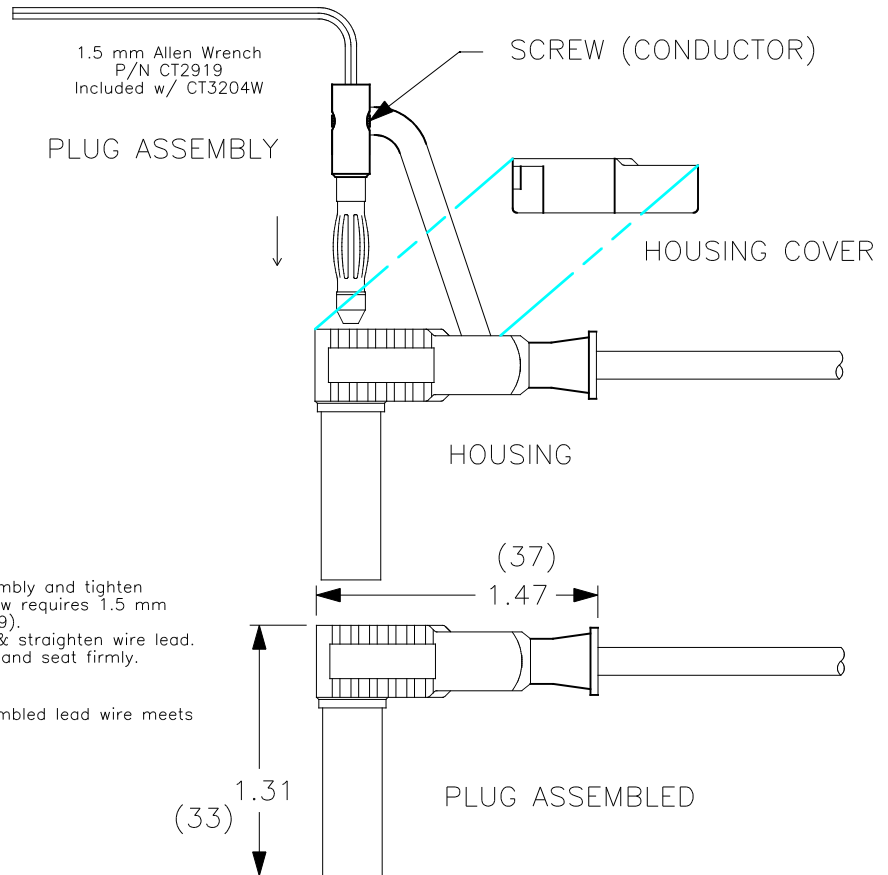 1.5 mm Allen Wrench
P/N CT2919
Included w/ CT3204W
SCREW (CONDUCTOR)
PLUG ASSEMBLY
HOUSING COVER
HOUSING
(37)
1.47
and tighten
requires 1.5 mm
9).
& straighten wire lead.
and seat firmly.
lead wire meets
1.31
(33)
PLUG ASSEMBLED